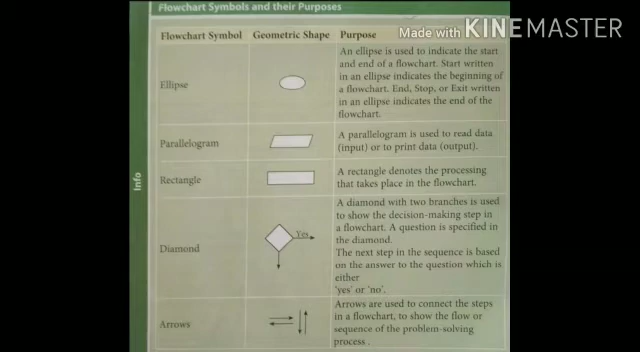 Flowchart Symbols and their Purposes
Made with KINEMASTER
Flowchart Symbol Geometric Shape Purpose
Ellipse
An ellipse is used to indicate the start
and end of a flowchart. Start written
in an ellipse indicates the beginning of
a flowchart. End, Stop, or Exit written
in an ellipse indicates the end of the
flowchart.
Parallelogram
A parallelogram is used to read data
(input) or to print data (output).
Rectangle
A rectangle denotes the processing
that takes place in the flowchart.
Diamond
Yes
A diamond with two branches is used
to show the decision-making step in
a flowchart. A question is specified in
the diamond.
The next step in the sequence is based
on the answer to the question which is
either
'yes' or 'no'.
Arrows
Arrows are used to connect the steps
in a flowchart, to show the flow or
sequence of the problem-solving
process .
Info